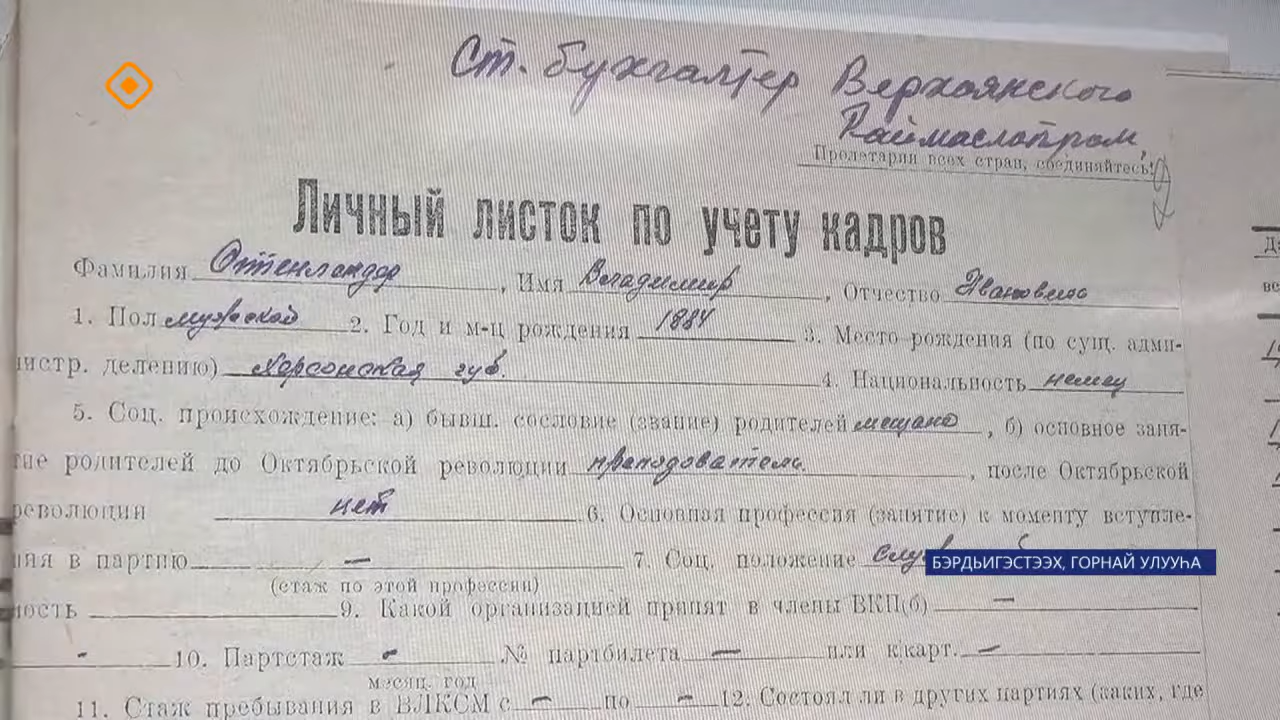 Ст. бухгалтер Верхоянского
Раймаслопром,
Пролетарии всех стран, соединяйтесь!
Личный листок по учету кадров
Фамилия Оттенландор, Имя Владимир, Отчество Иванович
1. Пол мужской 2. Год и м-ц рождения 1884 3. Место рождения (по сущ. адми-
истр. делению) Херсонская губ. 4. Национальность немец
5. Соц. происхождение: а) бывш. сословие (звание) родителей мещане, б) основное заня-
тие родителей до Октябрьской революции преподаватели, после Октябрьской
революции нет 6. Основная профессия (занятие) к моменту вступле-
ия в партию — 7. Соц. положение
БЭРДЬИГЭСТЭЭХ, ГОРНАЙ УЛУУҺА
(стаж по этой профессии)
ность 9. Какой организацией принят в члены ВКП(б) —
- 10. Партстаж - № партбилета — или к.карт. —
месяц. год
11. Стаж пребывания в ВЛКСМ с — по — 12. Состоял ли в других партиях (каких, где